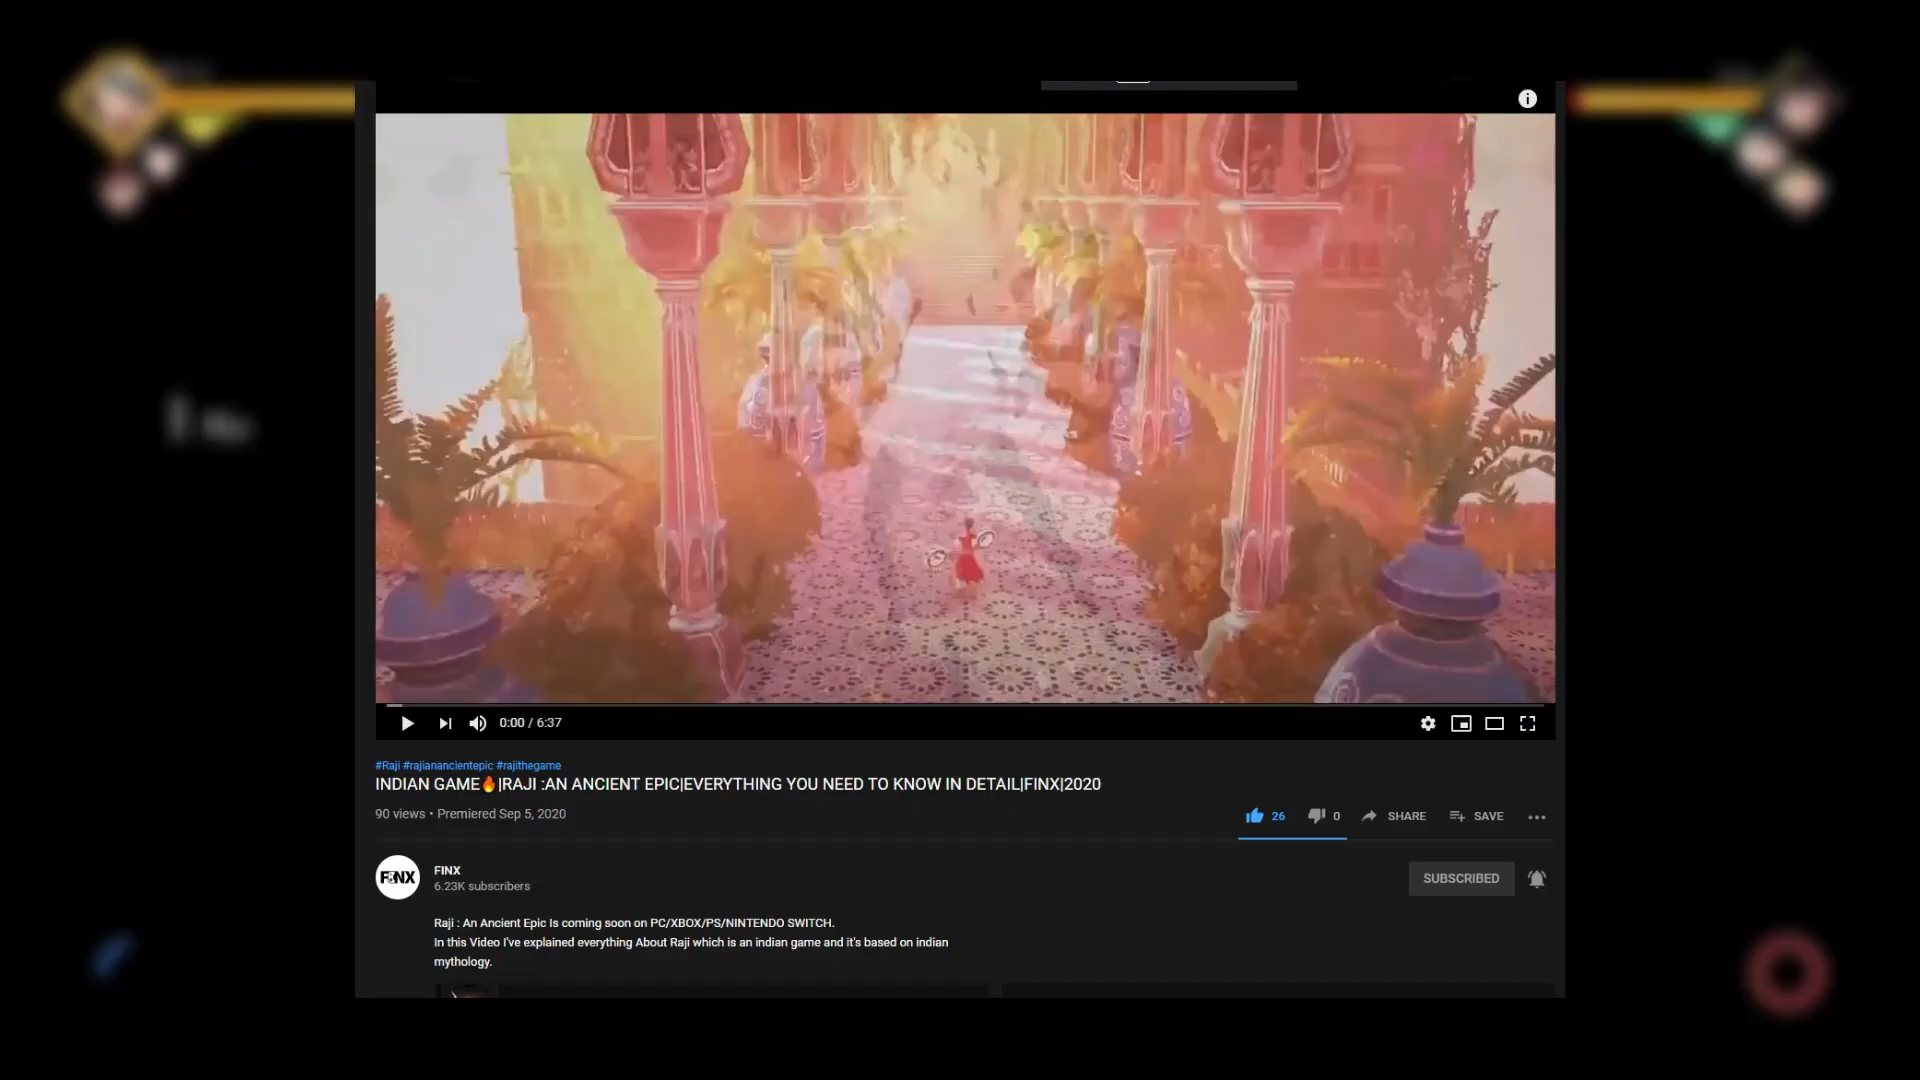 0:00 / 6:37
#Raji #rajianancientepic #rajithegame
INDIAN GAME🔥|RAJI :AN ANCIENT EPIC|EVERYTHING YOU NEED TO KNOW IN DETAIL|FINX|2020
90 views • Premiered Sep 5, 2020
26
0
SHARE
SAVE
FINX
FINX
6.23K subscribers
SUBSCRIBED
Raji : An Ancient Epic Is coming soon on PC/XBOX/PS/NINTENDO SWITCH.
In this Video I've explained everything About Raji which is an indian game and it's based on indian
mythology.